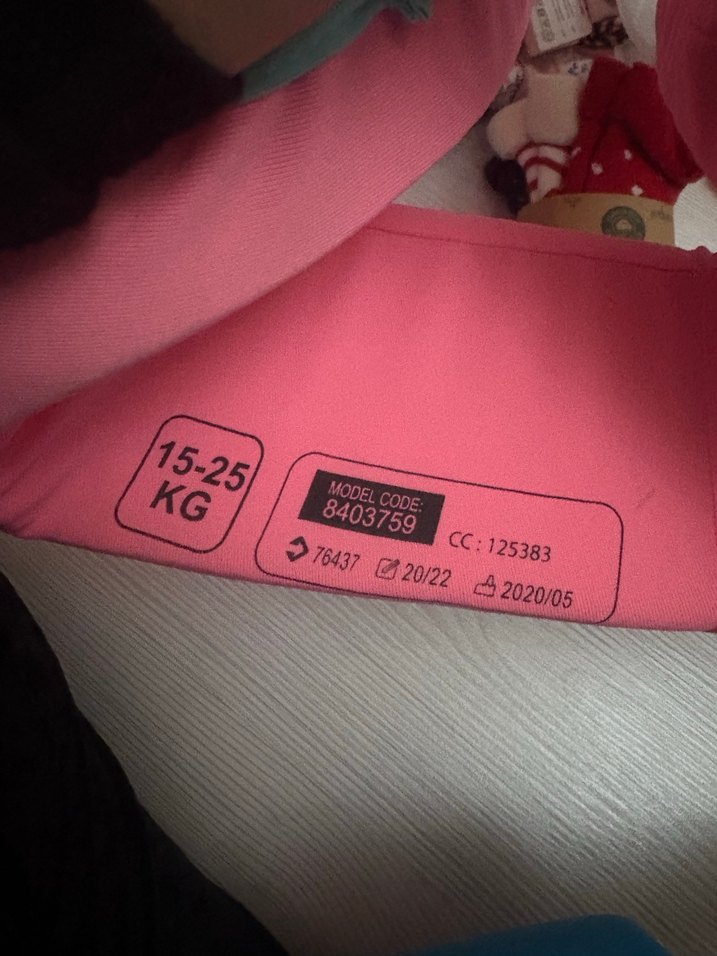 15-25
KG
MODEL CODE:
8403759
CC : 125383
76437 20/22 2020/05